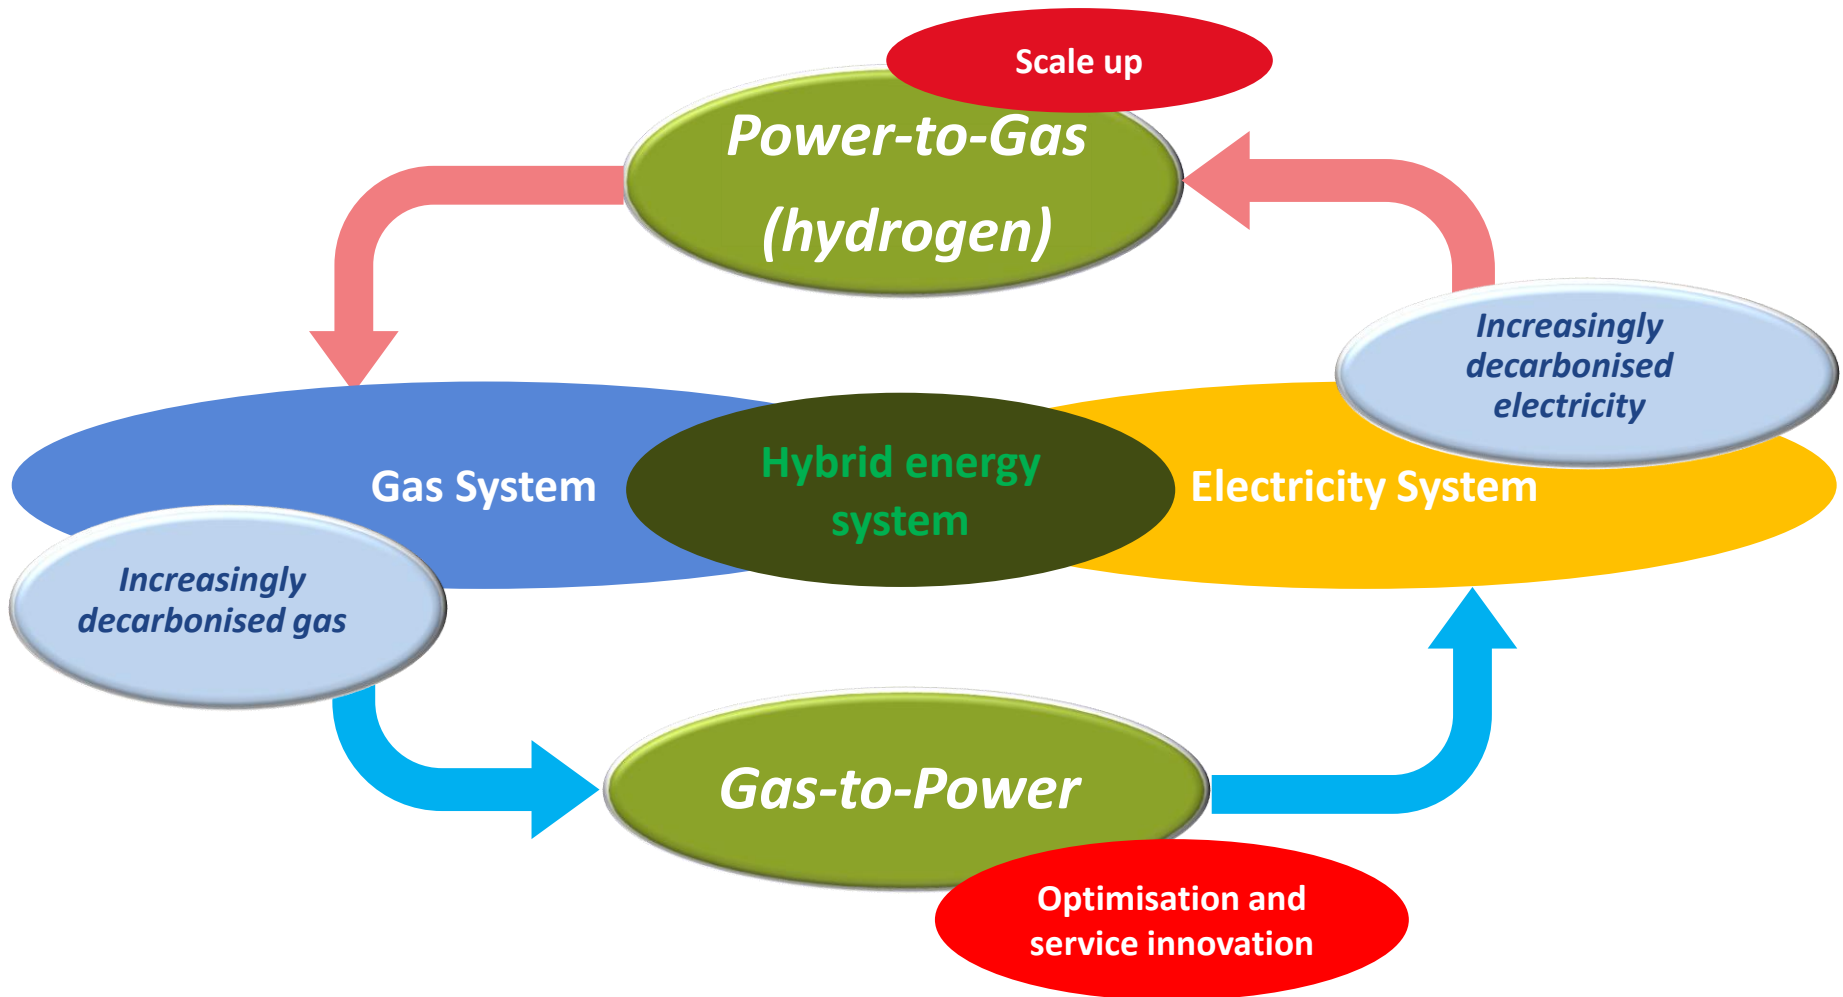 Scale up
Power-to-Gas
(hydrogen)
Increasingly
decarbonised
electricity
Gas System
Hybrid energy
system
Electricity System
Increasingly
decarbonised gas
Gas-to-Power
Optimisation and
service innovation